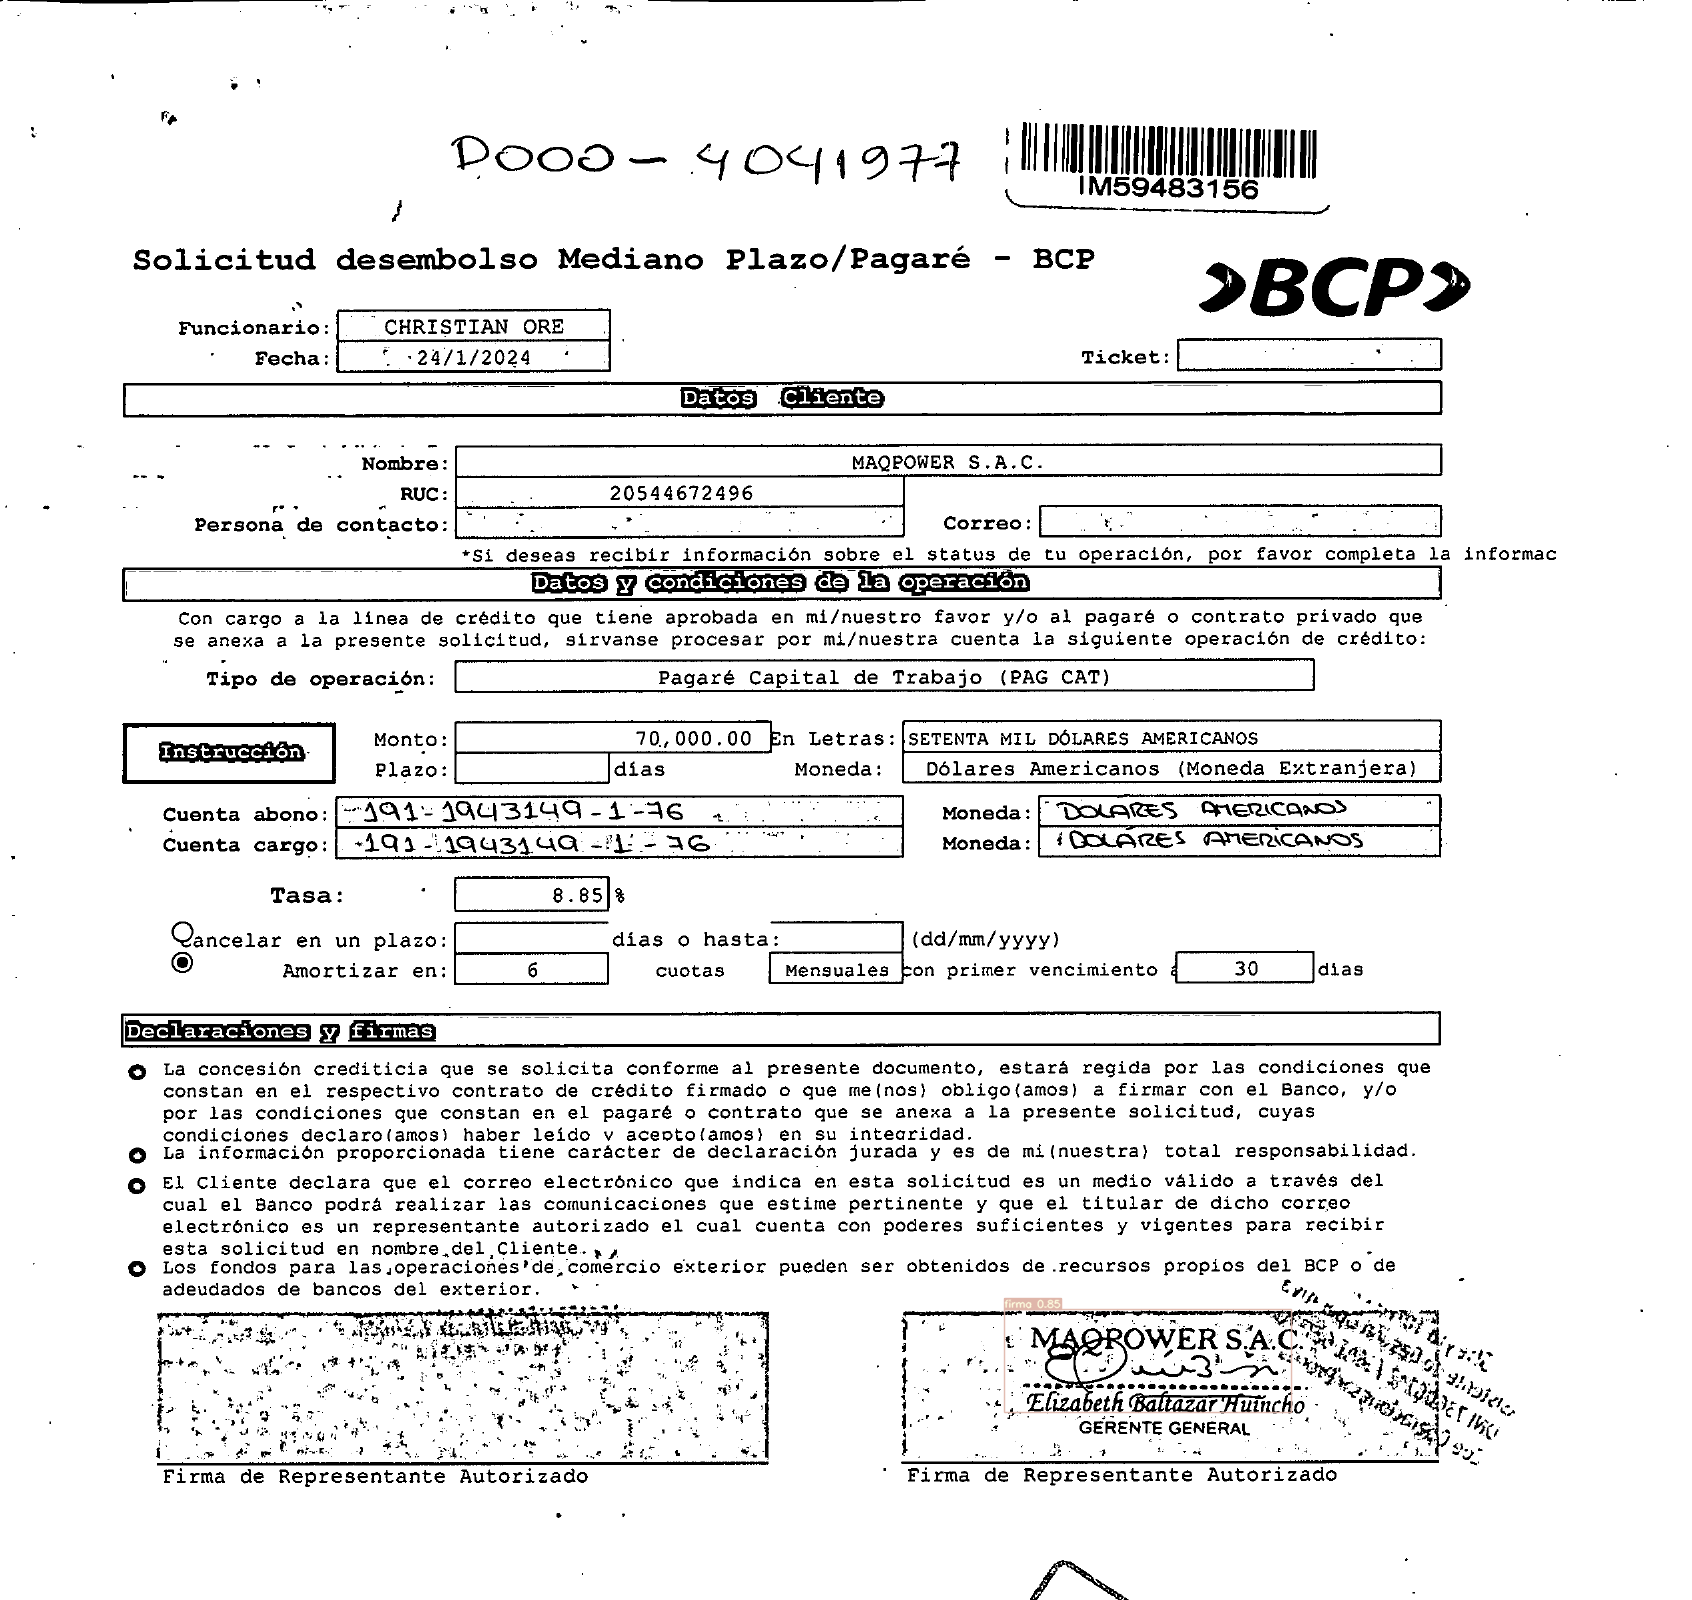 D000-4041977
IM59483156
Solicitud desembolso Mediano Plazo/Pagaré - BCP
BCP
Funcionario: CHRISTIAN ORE
Fecha: 24/1/2024
Ticket:
Datos Cliente
Nombre: MAQPOWER S.A.C.
RUC: 20544672496
Persona de contacto: Correo:
*Si deseas recibir información sobre el status de tu operación, por favor completa la informac
Datos y condiciones de la operación
Con cargo a la línea de crédito que tiene aprobada en mi/nuestro favor y/o al pagaré o contrato privado que
se anexa a la presente solicitud, sírvanse procesar por mi/nuestra cuenta la siguiente operación de crédito:
Tipo de operación: Pagaré Capital de Trabajo (PAG CAT)
Instrucción
Monto: 70,000.00 En Letras: SETENTA MIL DÓLARES AMERICANOS
Plazo: días Moneda: Dólares Americanos (Moneda Extranjera)
Cuenta abono: 191-1943149-1-76 Moneda: DOLARES AMERICANOS
Cuenta cargo: 191-1943149-1-76 Moneda: DOLARES AMERICANOS
Tasa: 8.85 %
Cancelar en un plazo: días o hasta: (dd/mm/yyyy)
Amortizar en: 6 cuotas Mensuales con primer vencimiento a 30 días
Declaraciones y firmas
La concesión crediticia que se solicita conforme al presente documento, estará regida por las condiciones que
constan en el respectivo contrato de crédito firmado o que me(nos) obligo(amos) a firmar con el Banco, y/o
por las condiciones que constan en el pagaré o contrato que se anexa a la presente solicitud, cuyas
condiciones declaro(amos) haber leído y acepto(amos) en su integridad.
La información proporcionada tiene carácter de declaración jurada y es de mi(nuestra) total responsabilidad.
El Cliente declara que el correo electrónico que indica en esta solicitud es un medio válido a través del
cual el Banco podrá realizar las comunicaciones que estime pertinente y que el titular de dicho correo
electrónico es un representante autorizado el cual cuenta con poderes suficientes y vigentes para recibir
esta solicitud en nombre del Cliente.
Los fondos para las operaciones de comercio exterior pueden ser obtenidos de recursos propios del BCP o de
adeudados de bancos del exterior.
firma 0.85
MAQPOWER S.A.C.
Elizabeth Baltazar Huincho
GERENTE GENERAL
Firma de Representante Autorizado
Firma de Representante Autorizado